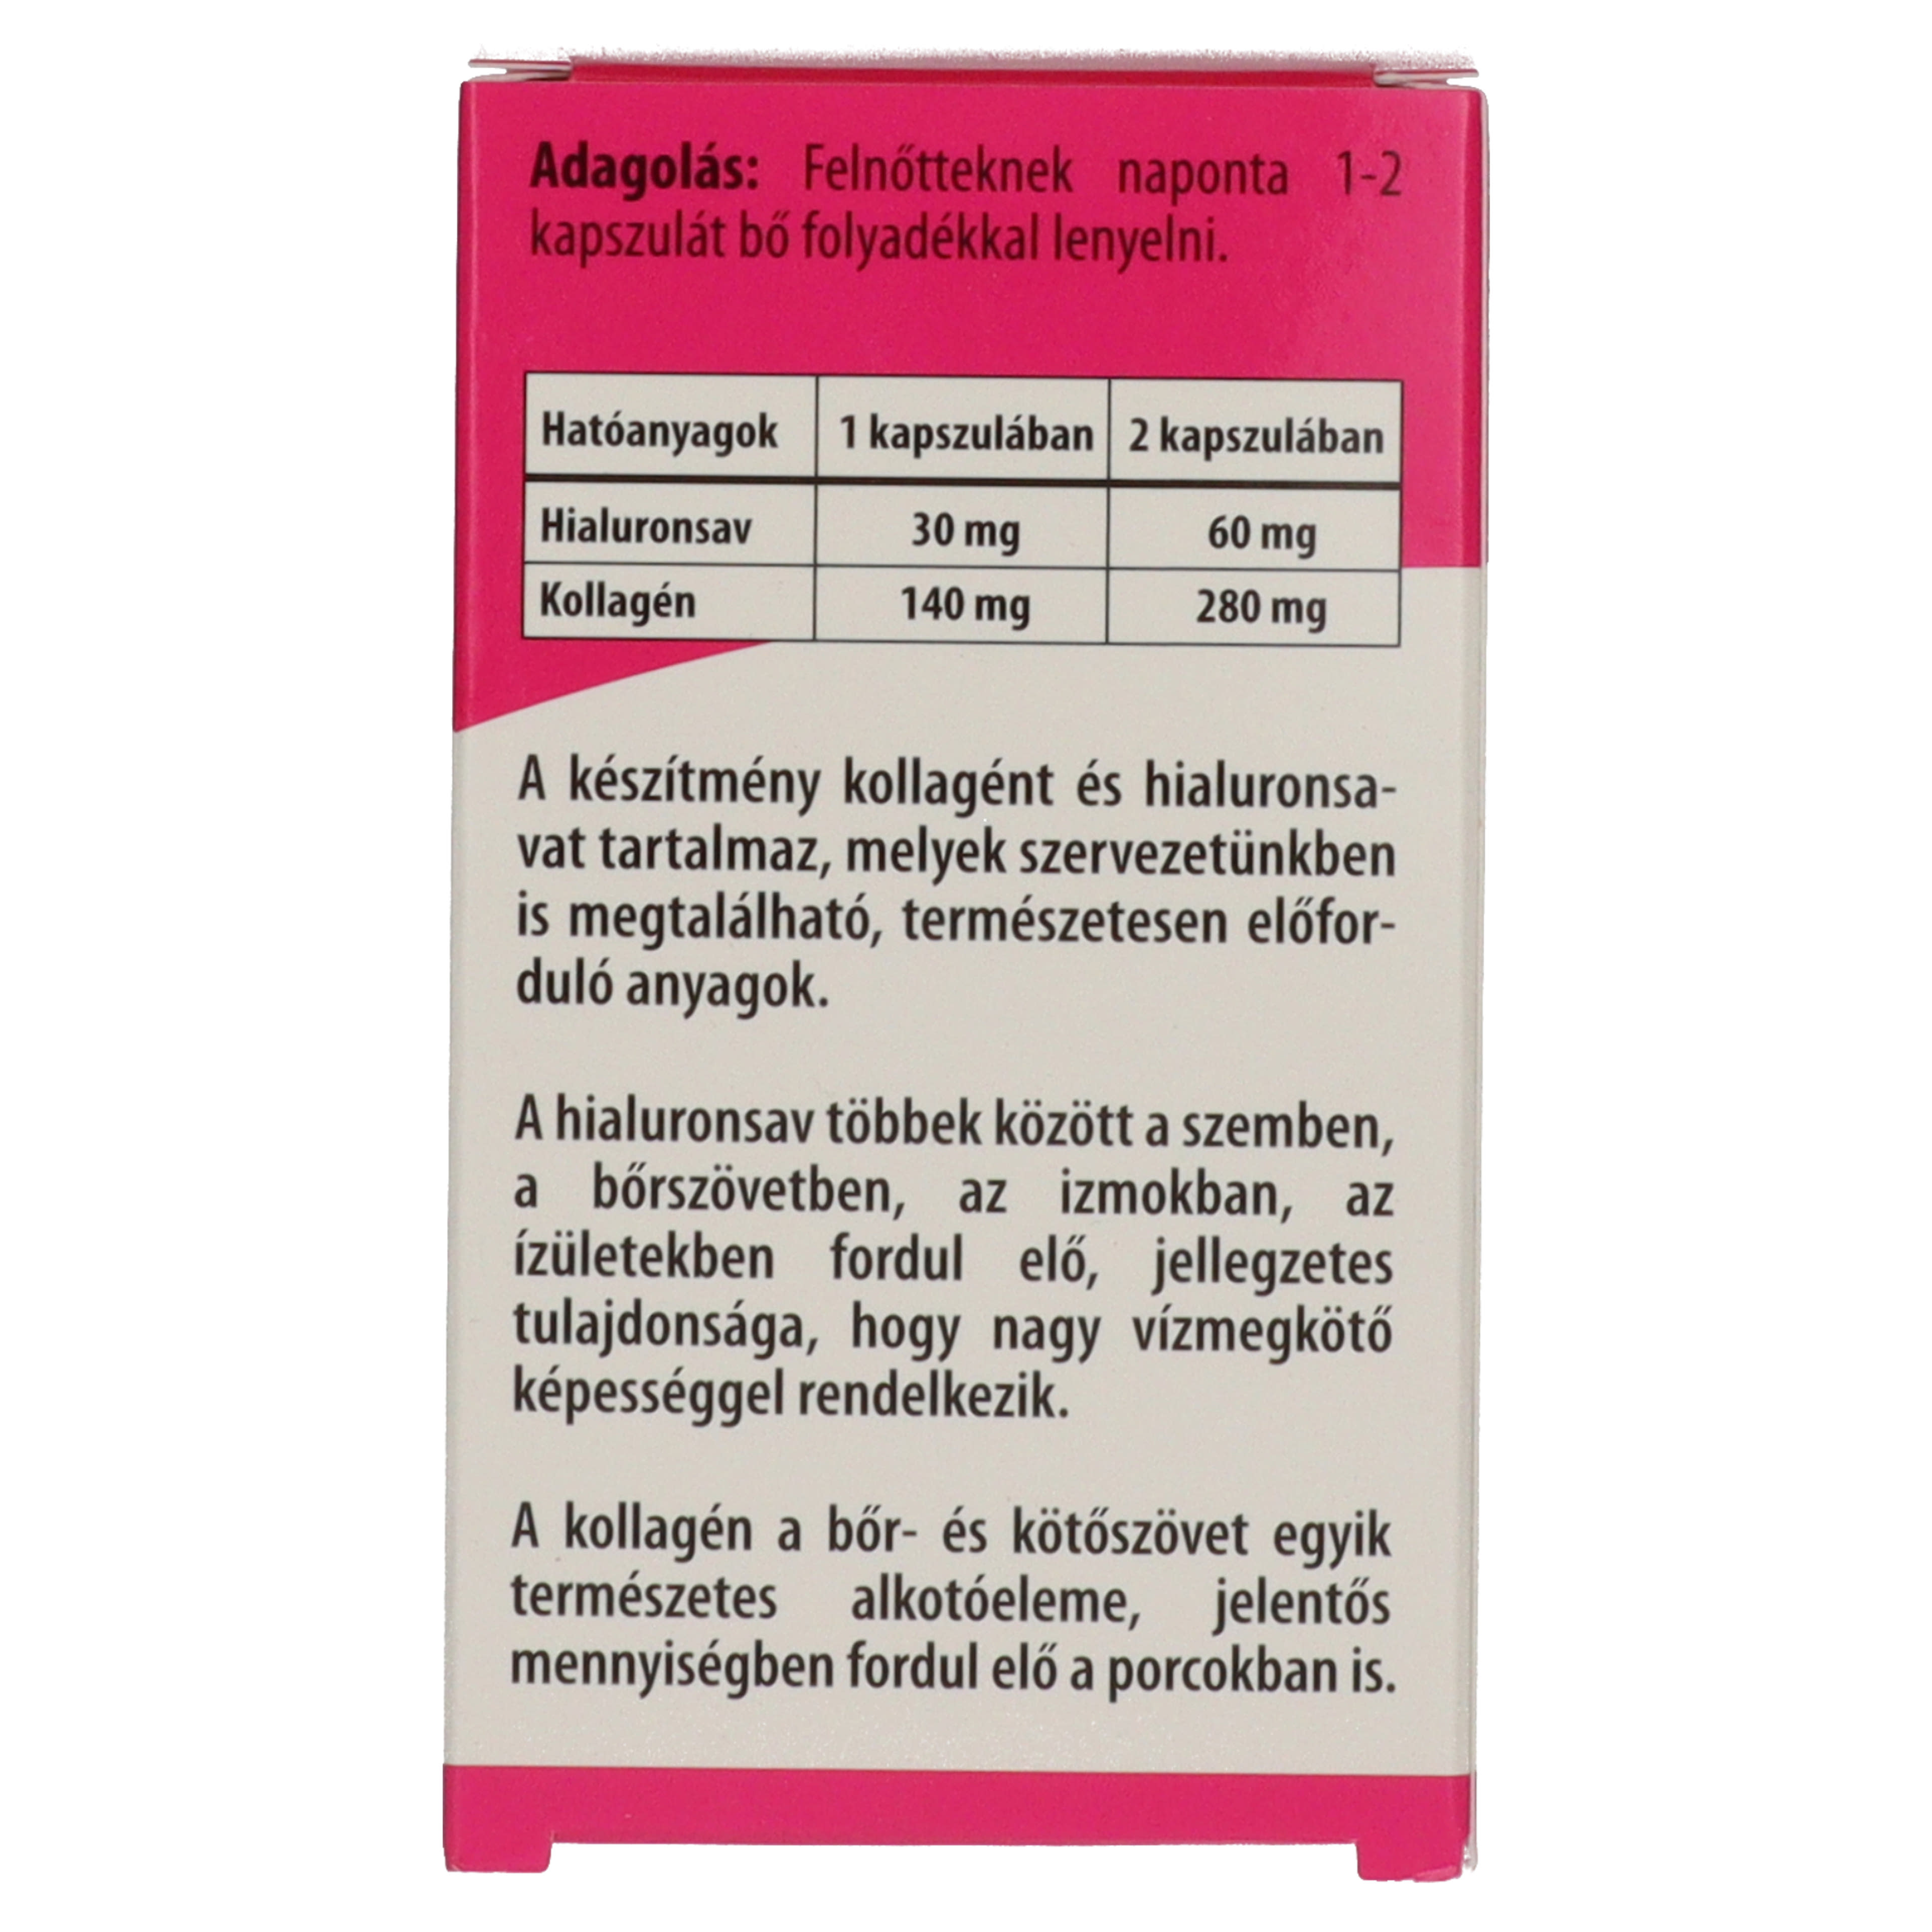 Adagolás: Felnőtteknek naponta 1-2
kapszulát bő folyadékkal lenyelni.
Hatóanyagok 1 kapszulában 2 kapszulában
Hialuronsav 30 mg 60 mg
Kollagén 140 mg 280 mg
A készítmény kollagént és hialuronsa-
vat tartalmaz, melyek szervezetünkben
is megtalálható, természetesen előfor-
duló anyagok.
A hialuronsav többek között a szemben,
a bőrszövetben, az izmokban, az
ízületekben fordul elő, jellegzetes
tulajdonsága, hogy nagy vízmegkötő
képességgel rendelkezik.
A kollagén a bőr- és kötőszövet egyik
természetes alkotóeleme, jelentős
mennyiségben fordul elő a porcokban is.